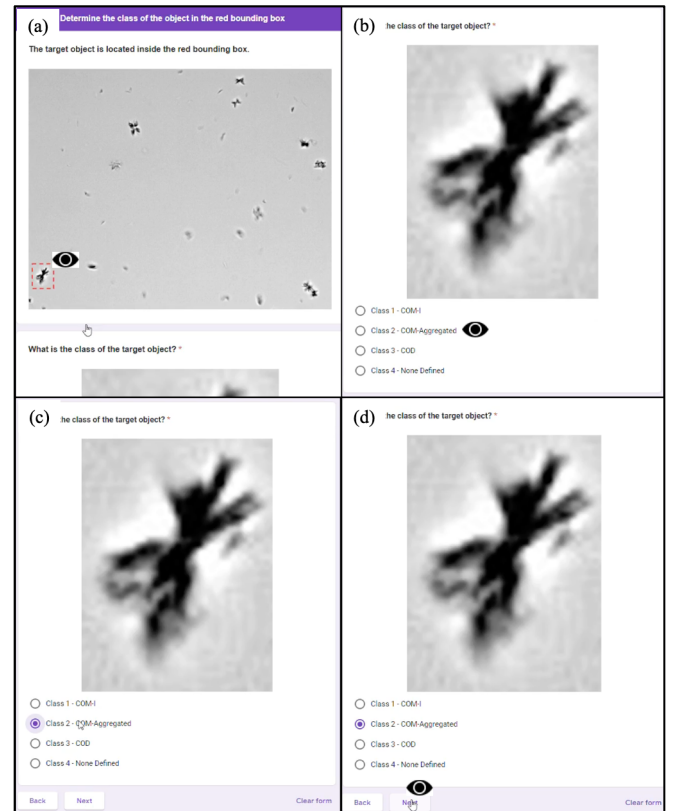 (a)
Determine the class of the object in the red bounding box
The target object is located inside the red bounding box.
What is the class of the target object? *
(b)
he class of the target object? *
Class 1 - COM-I
Class 2 - COM-Aggregated
Class 3 - COD
Class 4 - None Defined
(c)
he class of the target object? *
Class 1 - COM-I
Class 2 - COM-Aggregated
Class 3 - COD
Class 4 - None Defined
Back Next Clear form
(d)
he class of the target object? *
Class 1 - COM-I
Class 2 - COM-Aggregated
Class 3 - COD
Class 4 - None Defined
Back Next Clear form